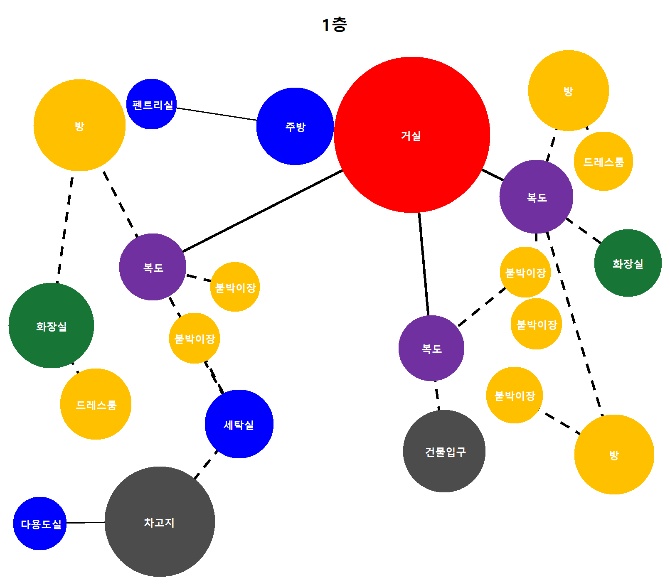 1층
방
펜트리실
주방
거실
방
드레스룸
복도
화장실
복도
붙박이장
붙박이장
붙박이장
붙박이장
복도
화장실
드레스룸
세탁실
붙박이장
방
건물입구
다용도실
차고지